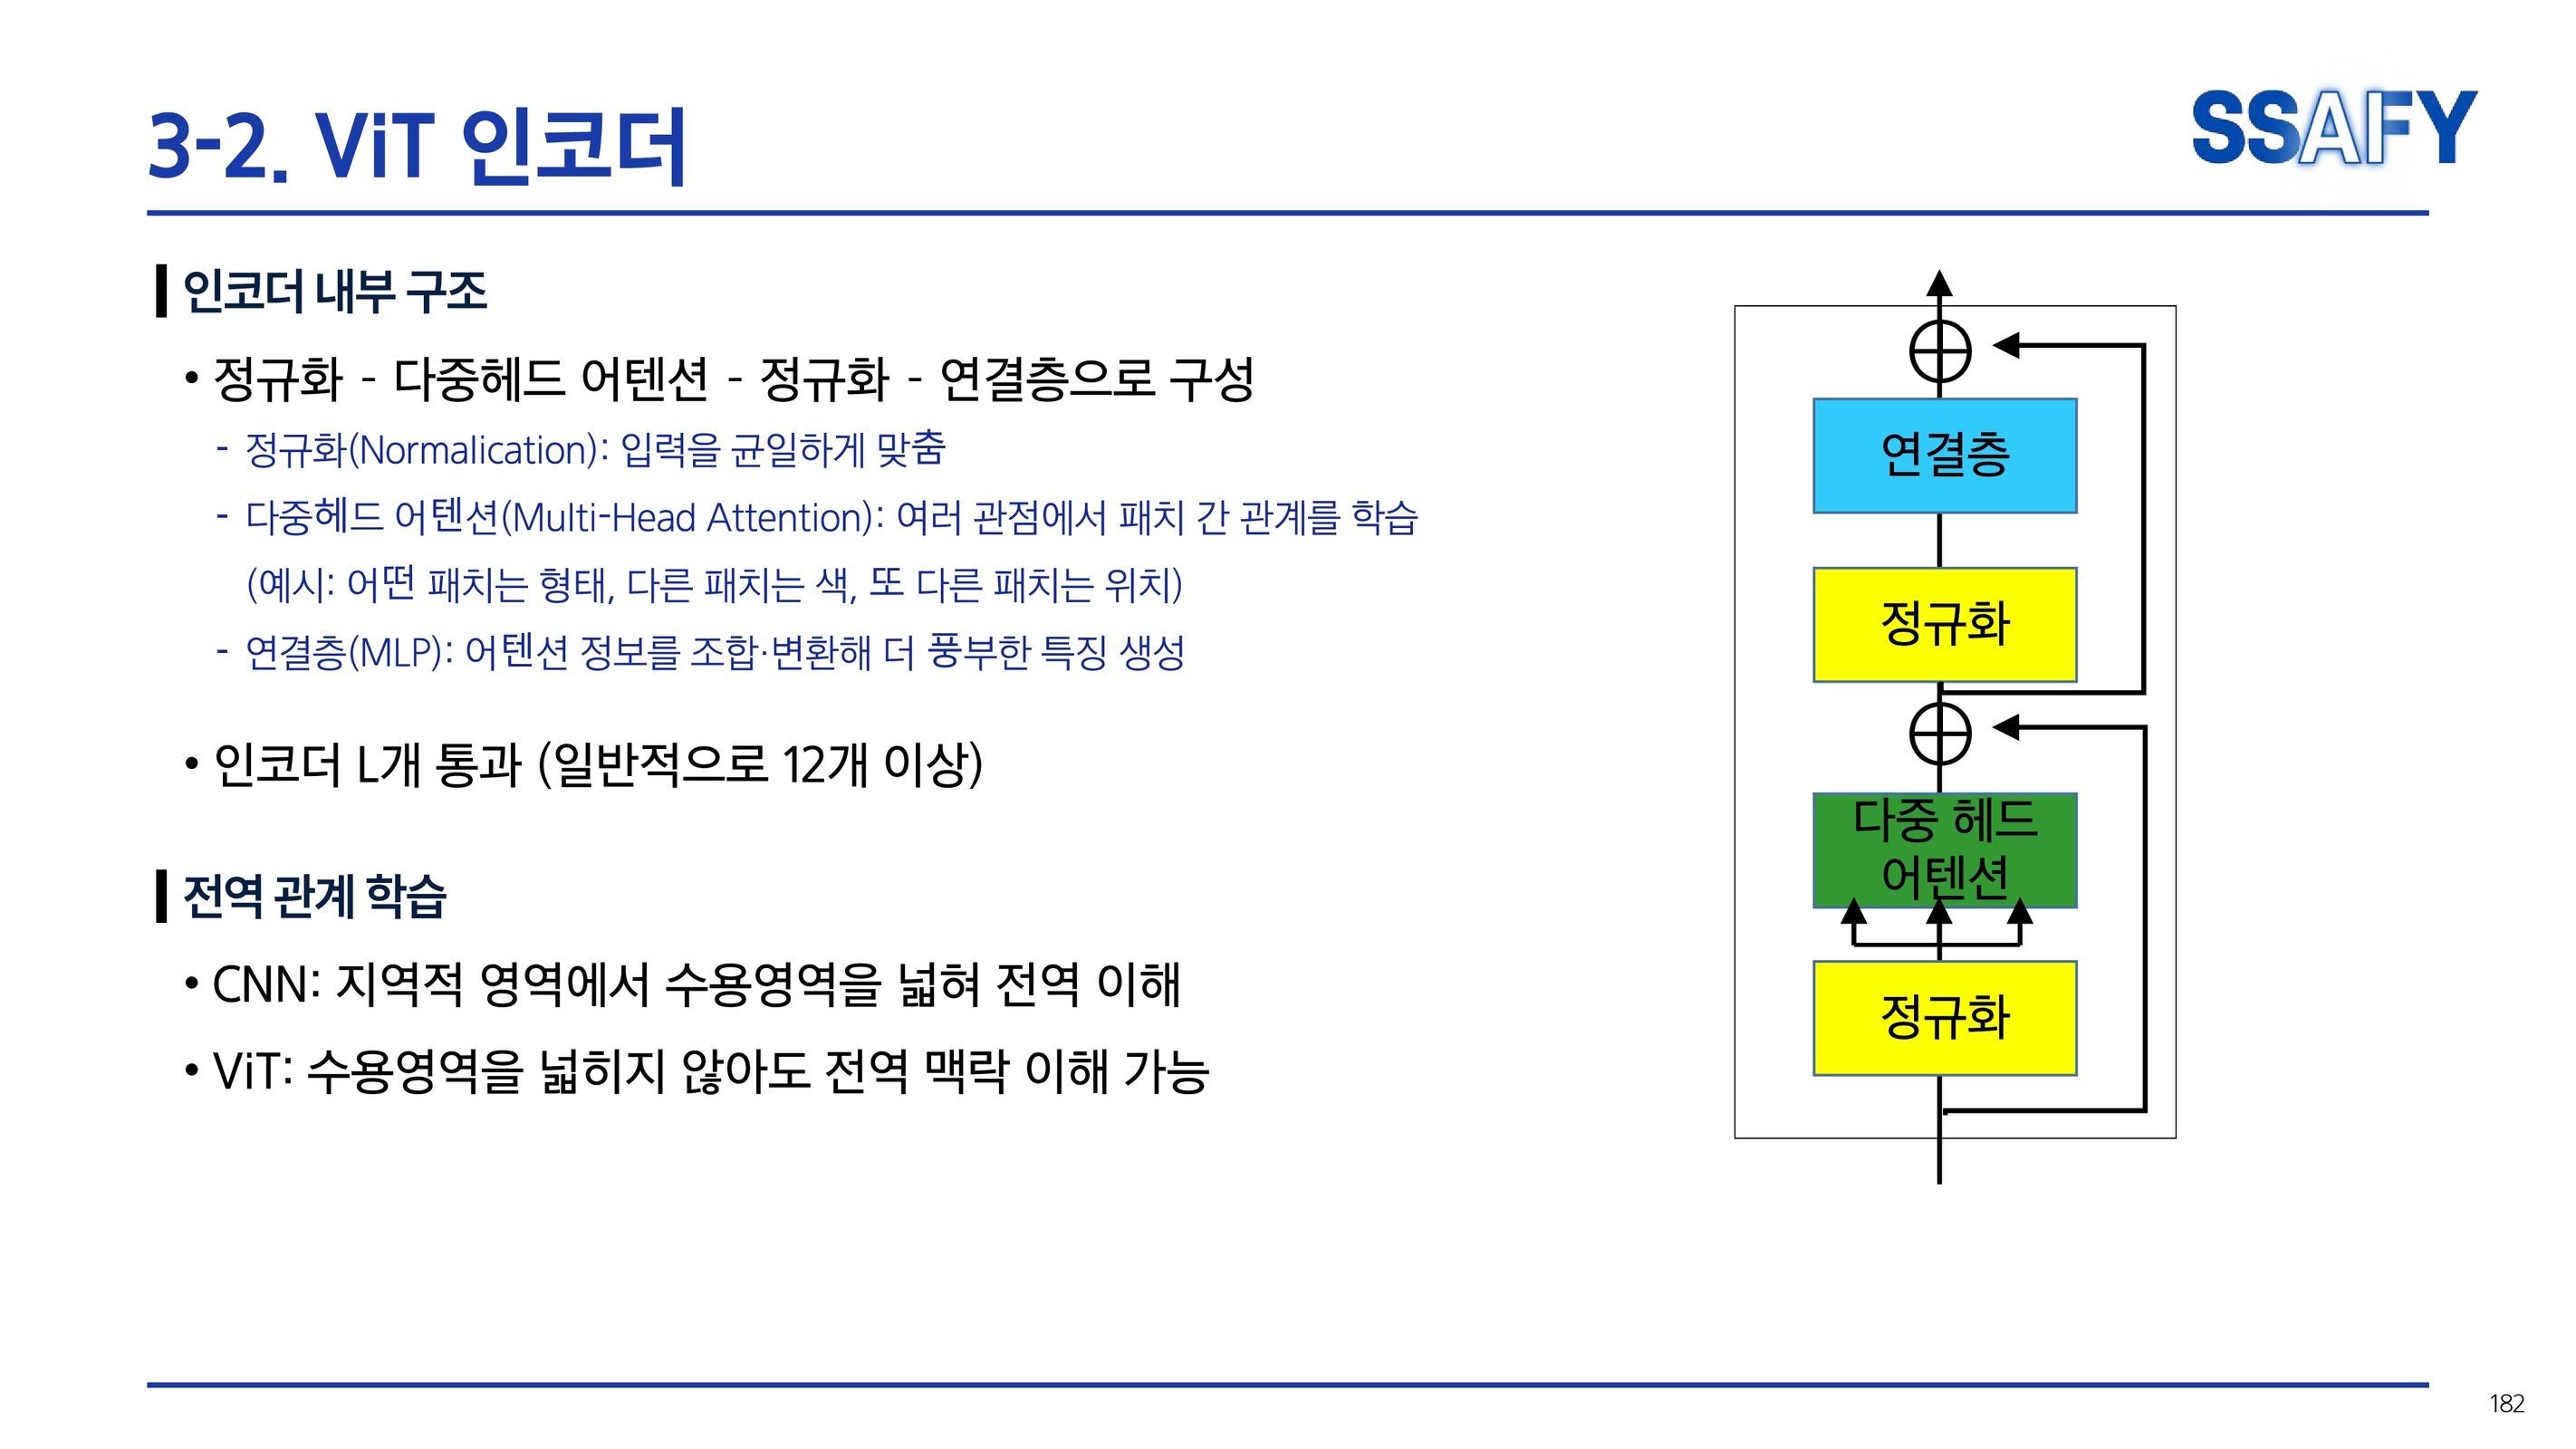 3-2. ViT 인코더
SSAFY
인코더 내부 구조
• 정규화 - 다중헤드 어텐션 - 정규화 - 연결층으로 구성
- 정규화(Normalication): 입력을 균일하게 맞춤
- 다중헤드 어텐션(Multi-Head Attention): 여러 관점에서 패치 간 관계를 학습
(예시: 어떤 패치는 형태, 다른 패치는 색, 또 다른 패치는 위치)
- 연결층(MLP): 어텐션 정보를 조합·변환해 더 풍부한 특징 생성
• 인코더 L개 통과 (일반적으로 12개 이상)
전역 관계 학습
• CNN: 지역적 영역에서 수용영역을 넓혀 전역 이해
• ViT: 수용영역을 넓히지 않아도 전역 맥락 이해 가능
연결층
정규화
다중 헤드
어텐션
정규화
182